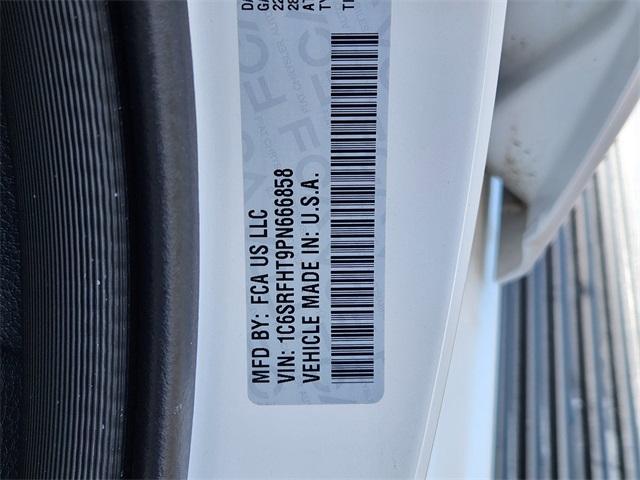 MFD BY: FCA US LLC
VIN: 1C6SRFHT9PN666858
VEHICLE MADE IN: U.S.A.